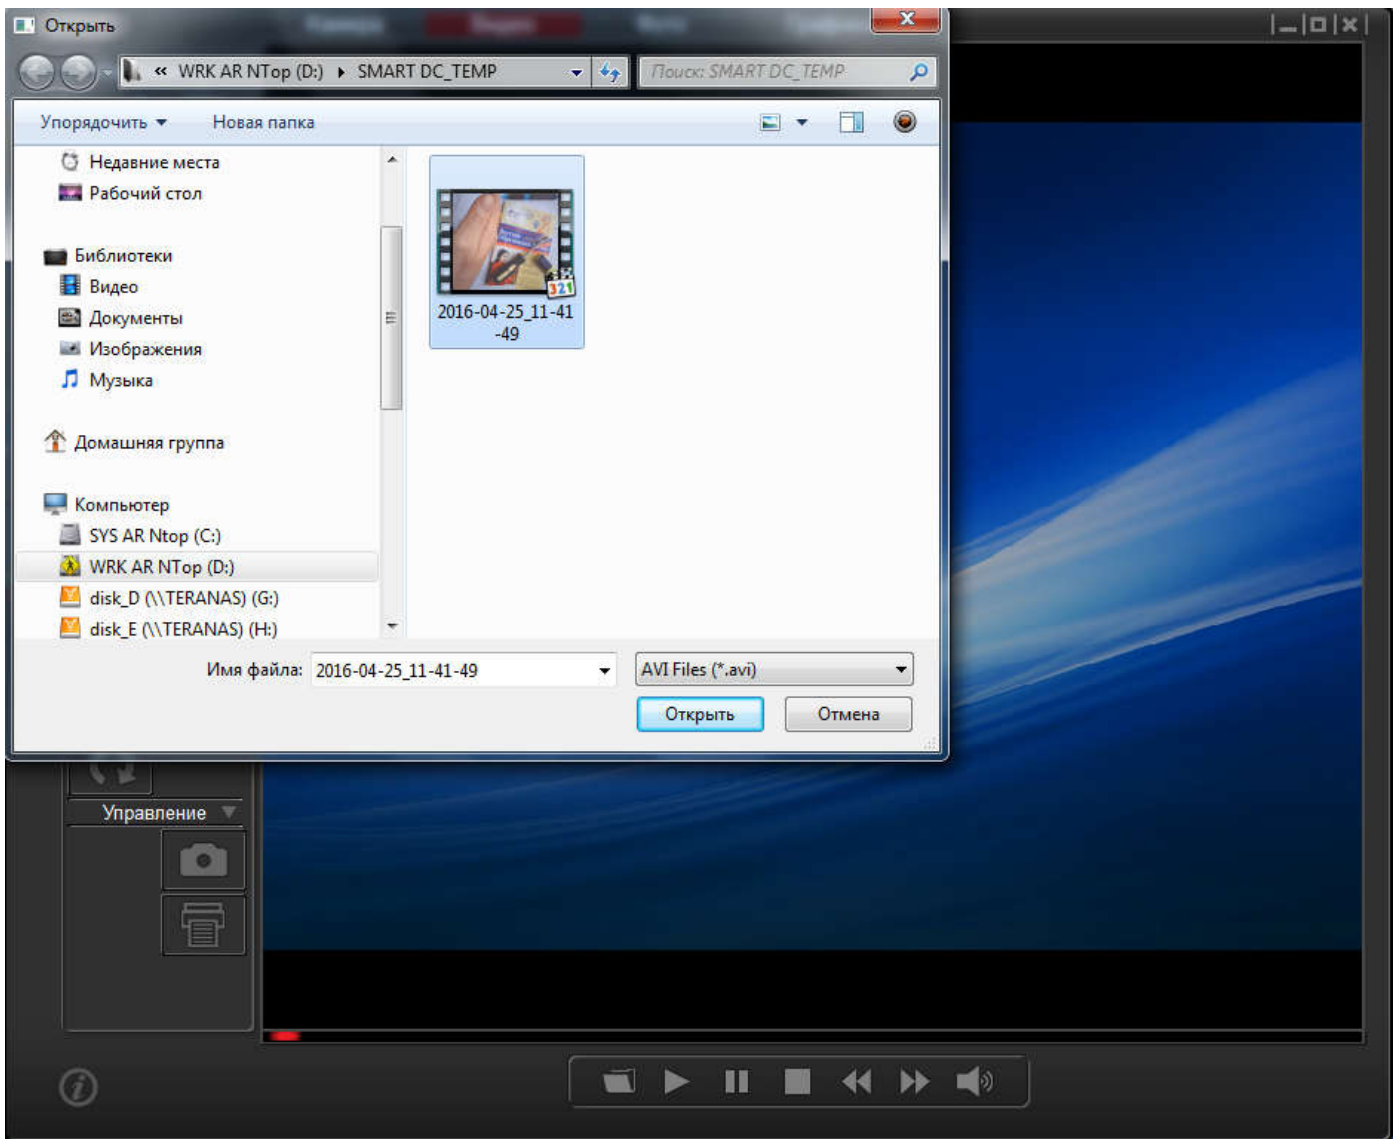 Открыть
« WRK AR NTop (D:) ▸ SMART DC_TEMP
Поиск: SMART DC_TEMP
Упорядочить
Новая папка
Недавние места
Рабочий стол
Библиотеки
Видео
Документы
Изображения
Музыка
Домашняя группа
Компьютер
SYS AR Ntop (C:)
WRK AR NTop (D:)
disk_D (\\TERANAS) (G:)
disk_E (\\TERANAS) (H:)
321
2016-04-25_11-41
-49
Имя файла: 2016-04-25_11-41-49
AVI Files (*.avi)
Открыть
Отмена
Управление